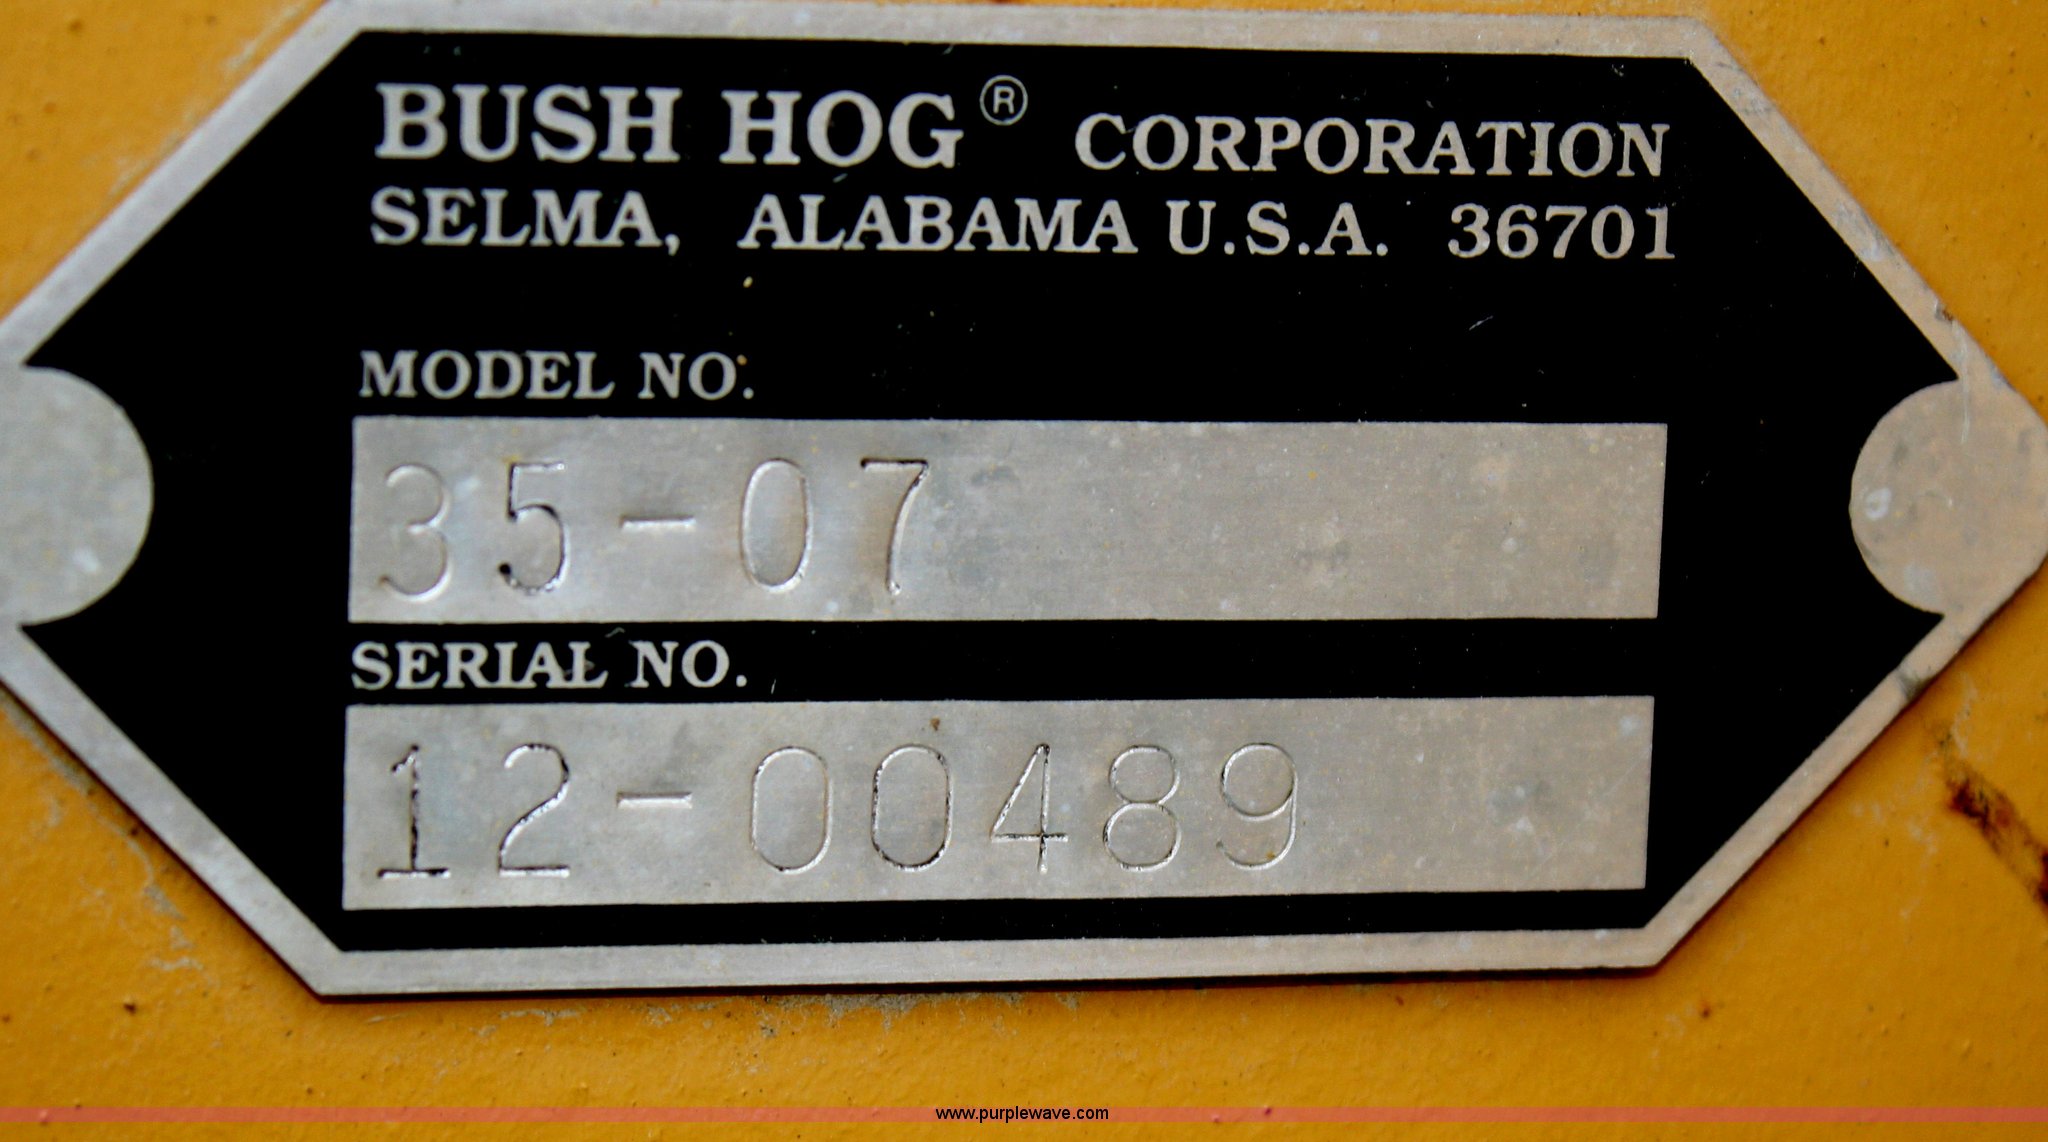 BUSH HOG® CORPORATION
SELMA, ALABAMA U.S.A. 36701
MODEL NO.
35-07
SERIAL NO.
12-00489
www.purplewave.com